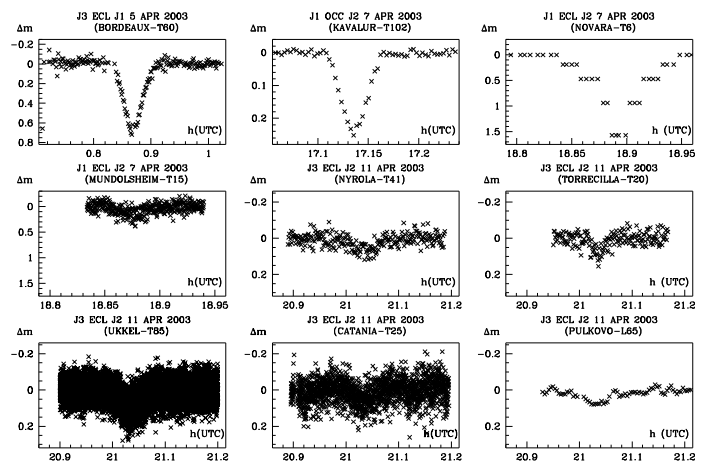 J3 ECL J1 5 APR 2003
(BORDEAUX-T60)
Δm
-0.2
0
0.2
0.4
0.6
0.8
h(UTC)
0.8 0.9 1
J1 OCC J2 7 APR 2003
(KAVALUR-T102)
Δm
0
0.1
0.2
h(UTC)
17.1 17.15 17.2
J1 ECL J2 7 APR 2003
(NOVARA-T6)
Δm
0
0.5
1
1.5
h(UTC)
18.8 18.85 18.9 18.95
J1 ECL J2 7 APR 2003
(MUNDOLSHEIM-T15)
Δm
0
0.5
1
1.5
h(UTC)
18.8 18.85 18.9 18.95
J3 ECL J2 11 APR 2003
(NYROLA-T41)
Δm
-0.2
0
0.2
h(UTC)
20.9 21 21.1 21.2
J3 ECL J2 11 APR 2003
(TORRECILLA-T20)
Δm
-0.2
0
0.2
h(UTC)
20.9 21 21.1 21.2
J3 ECL J2 11 APR 2003
(UKKEL-T85)
Δm
-0.2
0
0.2
h(UTC)
20.9 21 21.1 21.2
J3 ECL J2 11 APR 2003
(CATANIA-T25)
Δm
-0.2
0
0.2
h(UTC)
20.9 21 21.1 21.2
J3 ECL J2 11 APR 2003
(PULKOVO-L65)
Δm
-0.2
0
0.2
h(UTC)
20.9 21 21.1 21.2